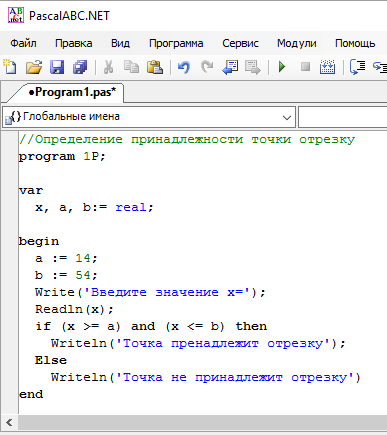 PascalABC.NET
Файл Правка Вид Программа Сервис Модули Помощь
●Program1.pas*
{} Глобальные имена
//Определение принадлежности точки отрезку
program 1P;
var
x, a, b:= real;
begin
a := 14;
b := 54;
Write('Введите значение x=');
Readln(x);
if (x >= a) and (x <= b) then
Writeln('Точка пренадлежит отрезку');
Else
Writeln('Точка не принадлежит отрезку')
end